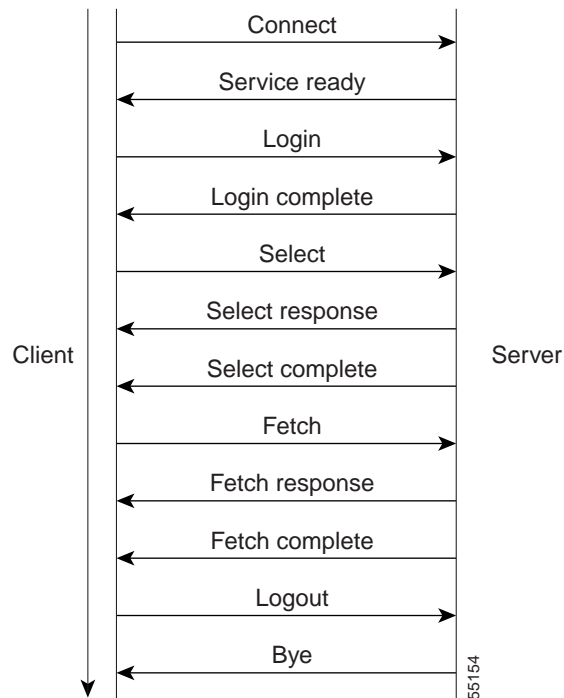 Connect
Service ready
Login
Login complete
Select
Select response
Client
Server
Select complete
Fetch
Fetch response
Fetch complete
Logout
Bye
55154